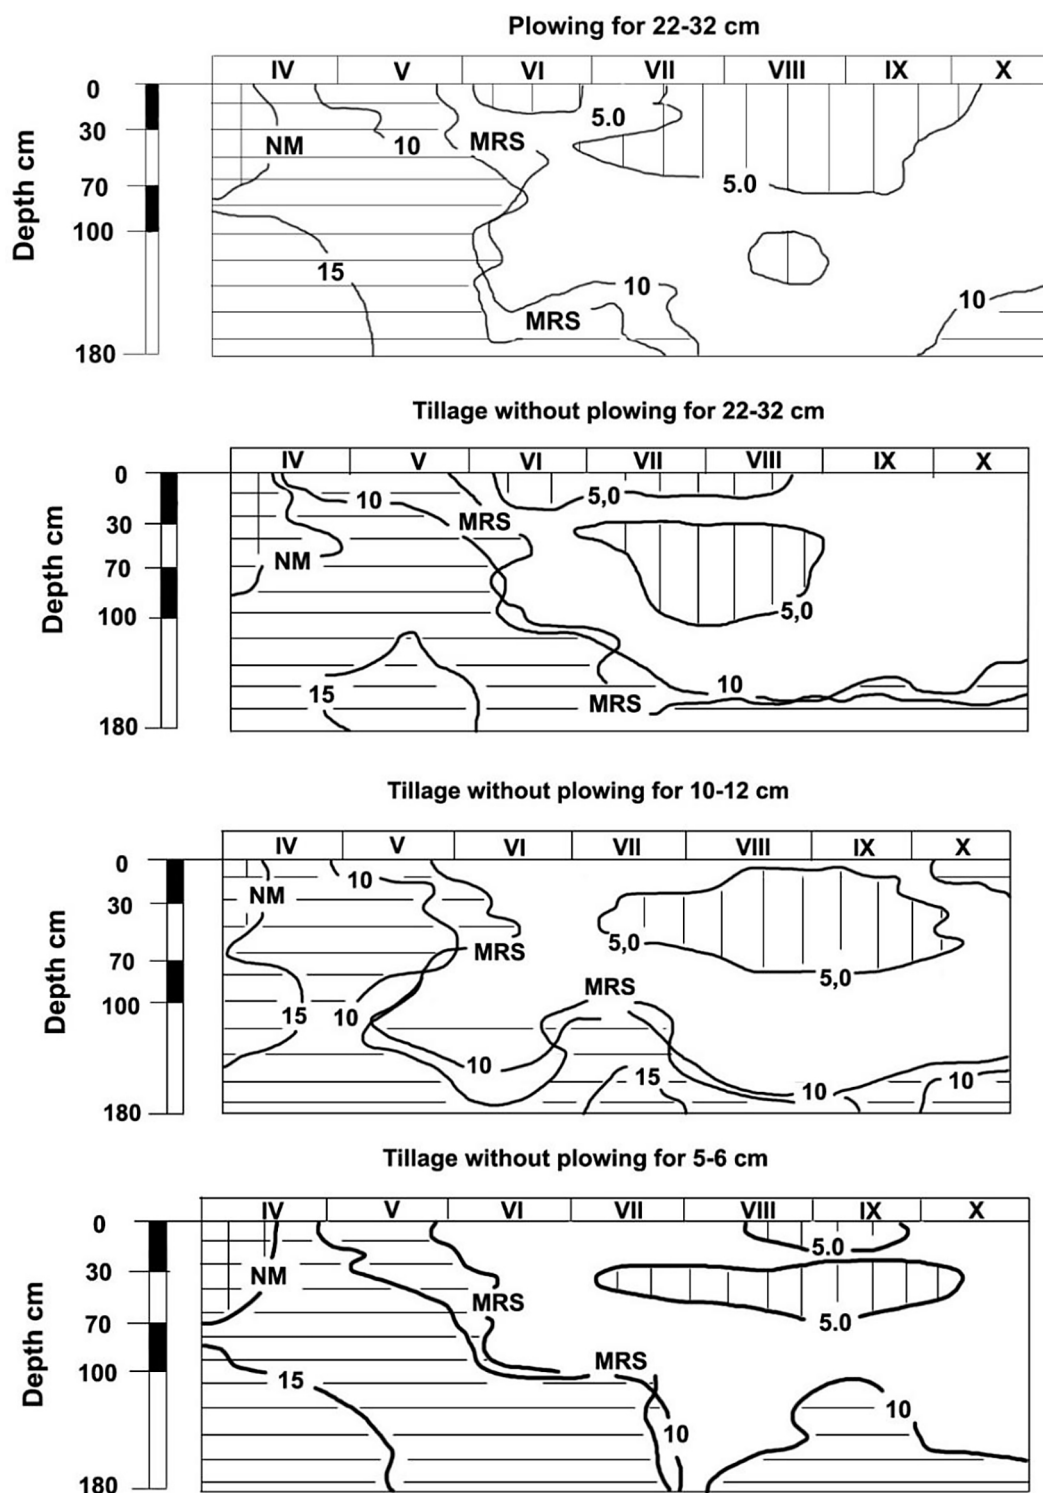 Plowing for 22-32 cm
IV V VI VII VIII IX X
0
5.0
30
NM 10 MRS
70
5.0
100
15
10 10
MRS
180
Depth cm
Tillage without plowing for 22-32 cm
IV V VI VII VIII IX X
0
10 5,0
30 MRS
NM
70
100 5,0
15 10
MRS
180
Depth cm
Tillage without plowing for 10-12 cm
IV V VI VII VIII IX X
0
10
NM
30
5,0
MRS
70
5,0
MRS
100 15 10
10 15 10 10
180
Depth cm
Tillage without plowing for 5-6 cm
IV V VI VII VIII IX X
0
5.0
30 NM
MRS
70 5.0
100 MRS
15
10
10
180
Depth cm